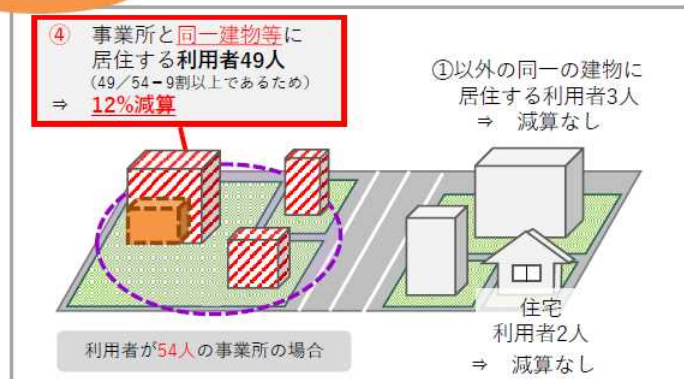 ④ 事業所と同一建物等に
居住する利用者49人
（49／54＝9割以上であるため）
⇒ 12%減算
①以外の同一の建物に
居住する利用者3人
⇒ 減算なし
住宅
利用者2人
⇒ 減算なし
利用者が54人の事業所の場合